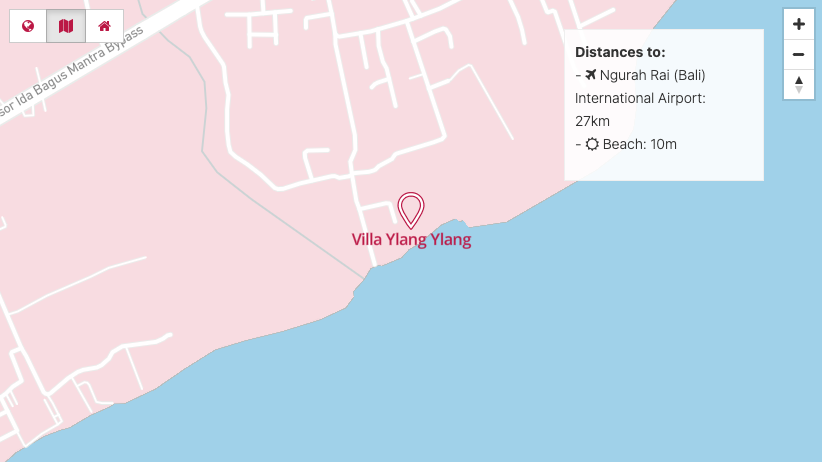 sor Ida Bagus Mantra Bypass
Distances to:
- Ngurah Rai (Bali)
International Airport:
27km
- Beach: 10m
Villa Ylang Ylang